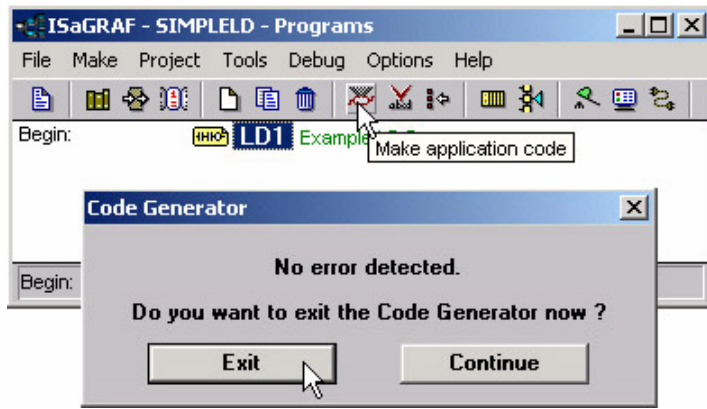 ISaGRAF - SIMPLELD - Programs
File Make Project Tools Debug Options Help
Begin: LD1 Example
Make application code
Code Generator
No error detected.
Begin:
Do you want to exit the Code Generator now ?
Exit Continue